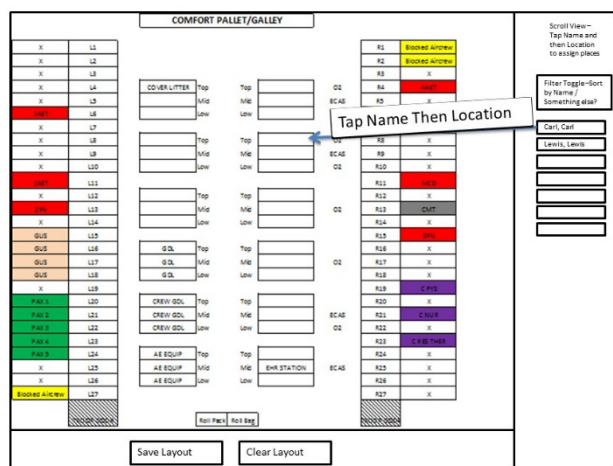 COMFORT PALLET/GALLEY
Scroll View–
Tap Name and
then Location
to assign places
X L1 R1 Blocked Aircrew
X L2 R2 Blocked Aircrew
X L3 R3 X
X L4 COVER LITTER Top Top O2 R4
X L5 Mid Mid ECAS R5
L6 Low Low
Filter Toggle–Sort
by Name /
Something else?
Tap Name Then Location
X L7
X L8 Top Top O2 R8 X
X L9 Mid Mid ECAS R9 X
X L10 Low Low O2 R10 X
Carl, Carl
Lewis, Lewis
L11 R11 MCD
X L12 Top Top R12 X
L13 Mid Mid O2 R13 CMT
X L14 Low Low R14 X
GUS L15 R15
GUS L16 GDL Top Top R16 X
GUS L17 GDL Mid Mid O2 R17 X
GUS L18 GDL Low Low R18 X
X L19 R19 C PYS
PAX 1 L20 CREW GDL Top Top R20 X
PAX 2 L21 CREW GDL Mid Mid ECAS R21 C NUR
PAX 3 L22 CREW GDL Low Low O2 R22 X
PAX 4 L23 R23 C RES THER
PAX 5 L24 AE EQUIP Top Top R24 X
X L25 AE EQUIP Mid Mid EHR STATION ECAS R25 X
X L26 AE EQUIP Low Low R26 X
Blocked Aircrew L27 R27 X
Roll Pack Roll Bag
Save Layout Clear Layout